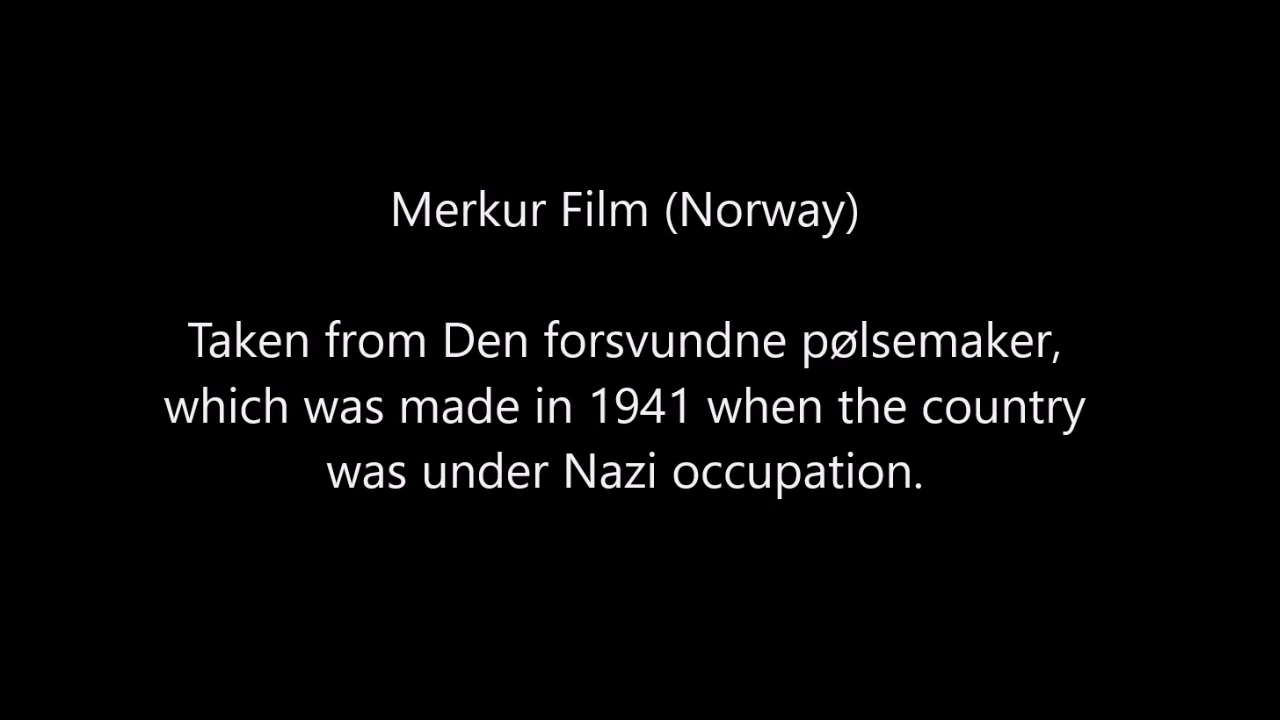 Merkur Film (Norway)
Taken from Den forsvundne pølsemaker,
which was made in 1941 when the country
was under Nazi occupation.